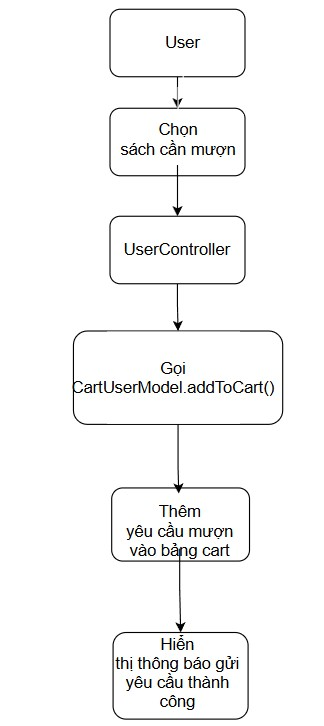 User
Chọn
sách cần mượn
UserController
Gọi
CartUserModel.addToCart()
Thêm
yêu cầu mượn
vào bảng cart
Hiển
thị thông báo gửi
yêu cầu thành
công